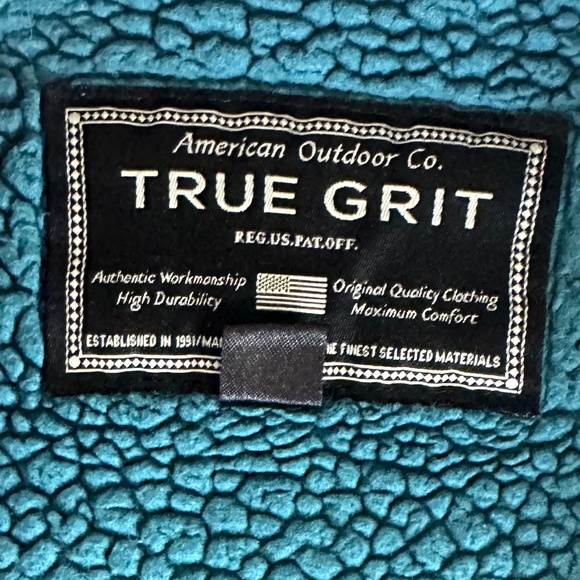 American Outdoor Co.
TRUE GRIT
REG.US.PAT.OFF.
Authentic Workmanship
High Durability
Original Quality Clothing
Maximum Comfort
ESTABLISHED IN 1991/ FINEST SELECTED MATERIALS